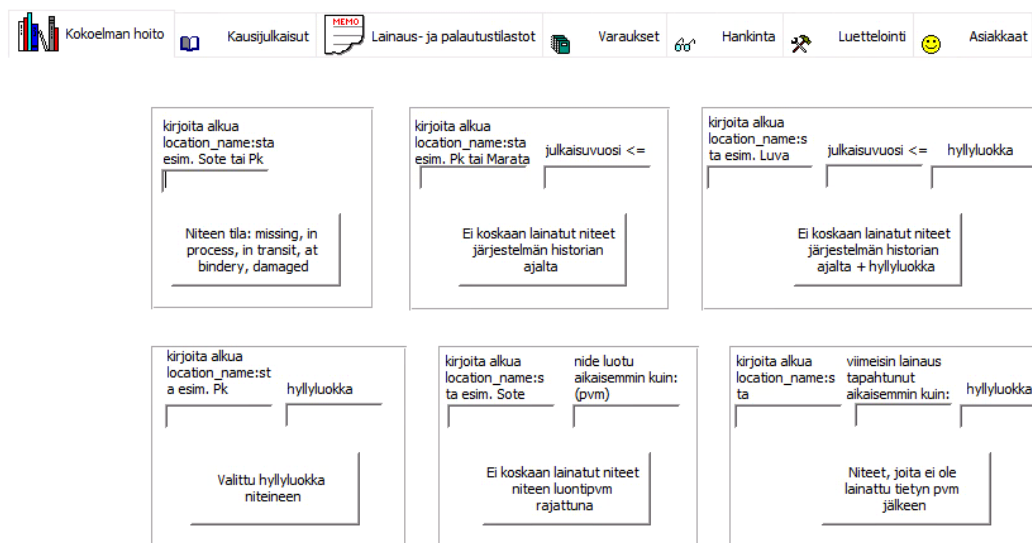 Kokoelman hoito
Kausijulkaisut
MEMO
Lainaus- ja palautustilastot
Varaukset
Hankinta
Luettelointi
Asiakkaat
kirjoita alkua
location_name:sta
esim. Sote tai Pk
Niteen tila: missing, in
process, in transit, at
bindery, damaged
kirjoita alkua
location_name:sta
esim. Pk tai Marata
julkaisuvuosi <=
Ei koskaan lainatut niteet
järjestelmän historian
ajalta
kirjoita alkua
location_name:s
ta esim. Luva
julkaisuvuosi <=
hyllyluokka
Ei koskaan lainatut niteet
järjestelmän historian
ajalta + hyllyluokka
kirjoita alkua
location_name:st
a esim. Pk
hyllyluokka
Valittu hyllyluokka
niteineen
kirjoita alkua
location_name:s
ta esim. Sote
nide luotu
aikaisemmin kuin:
(pvm)
Ei koskaan lainatut niteet
niteen luontipvm
rajattuna
kirjoita alkua
location_name:s
ta
viimeisin lainaus
tapahtunut
aikaisemmin kuin:
hyllyluokka
Niteet, joita ei ole
lainattu tietyn pvm
jälkeen